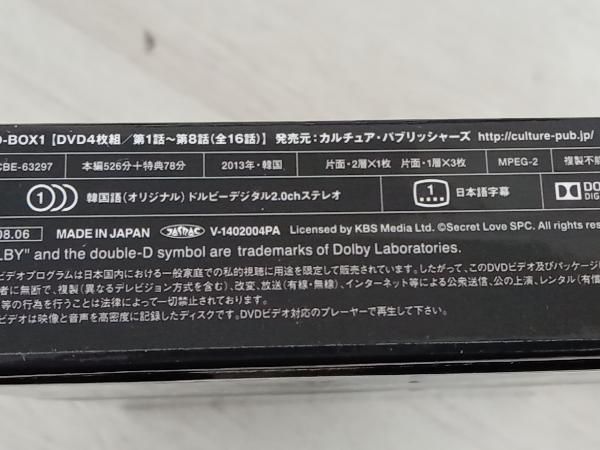 -BOX1【DVD4枚組/第1話~第8話(全16話)】 発売元:カルチュア・パブリッシャーズ http://culture-pub.jp/
CBE-63297 本編526分+特典78分 2013年・韓国 片面・2層×1枚 片面・1層×3枚 MPEG-2 複製不能
1 韓国語(オリジナル)ドルビーデジタル2.0chステレオ 1 日本語字幕 DO DIG
08.06 MADE IN JAPAN V-1402004PA Licensed by KBS Media Ltd. ©Secret Love SPC. All rights rese
LBY" and the double-D symbol are trademarks of Dolby Laboratories.
ビデオプログラムは日本国内における一般家庭での私的視聴に用途を限定して販売されています。したがって、このDVDビデオ及びパッケージ
者に無断で、複製(異なるテレビジョン方式を含む)、改変、放送(有線・無線)、インターネット等による公衆送信、公の上演、レンタル(有償
等の行為を行うことは法律によって一切禁止されております。
ビデオは映像と音声を高密度に記録したディスクです。DVDビデオ対応のプレーヤーで再生して下さい。